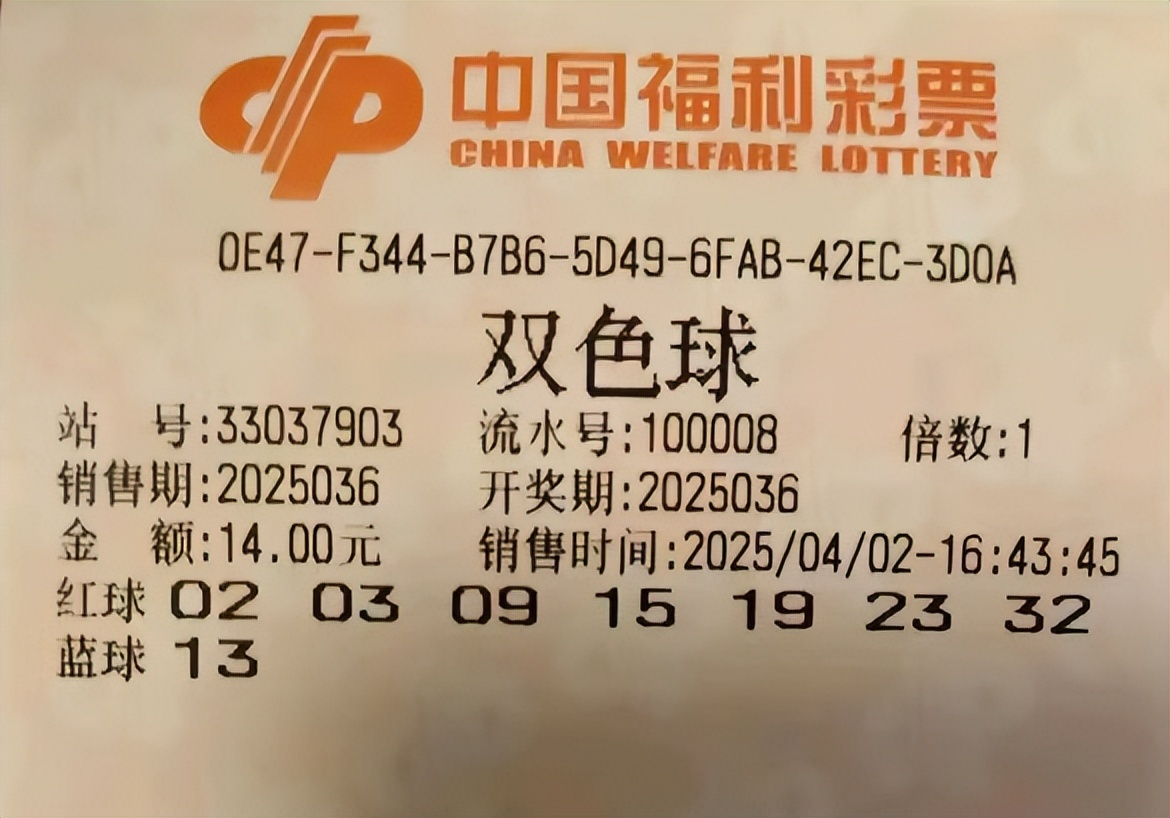 中国福利彩票
CHINA WELFARE LOTTERY
0E47-F344-B7B6-5D49-6FAB-42EC-3D0A
双色球
站 号:33037903 流水号:100008 倍数:1
销售期:2025036 开奖期:2025036
金 额:14.00元 销售时间:2025/04/02-16:43:45
红球 02 03 09 15 19 23 32
蓝球 13